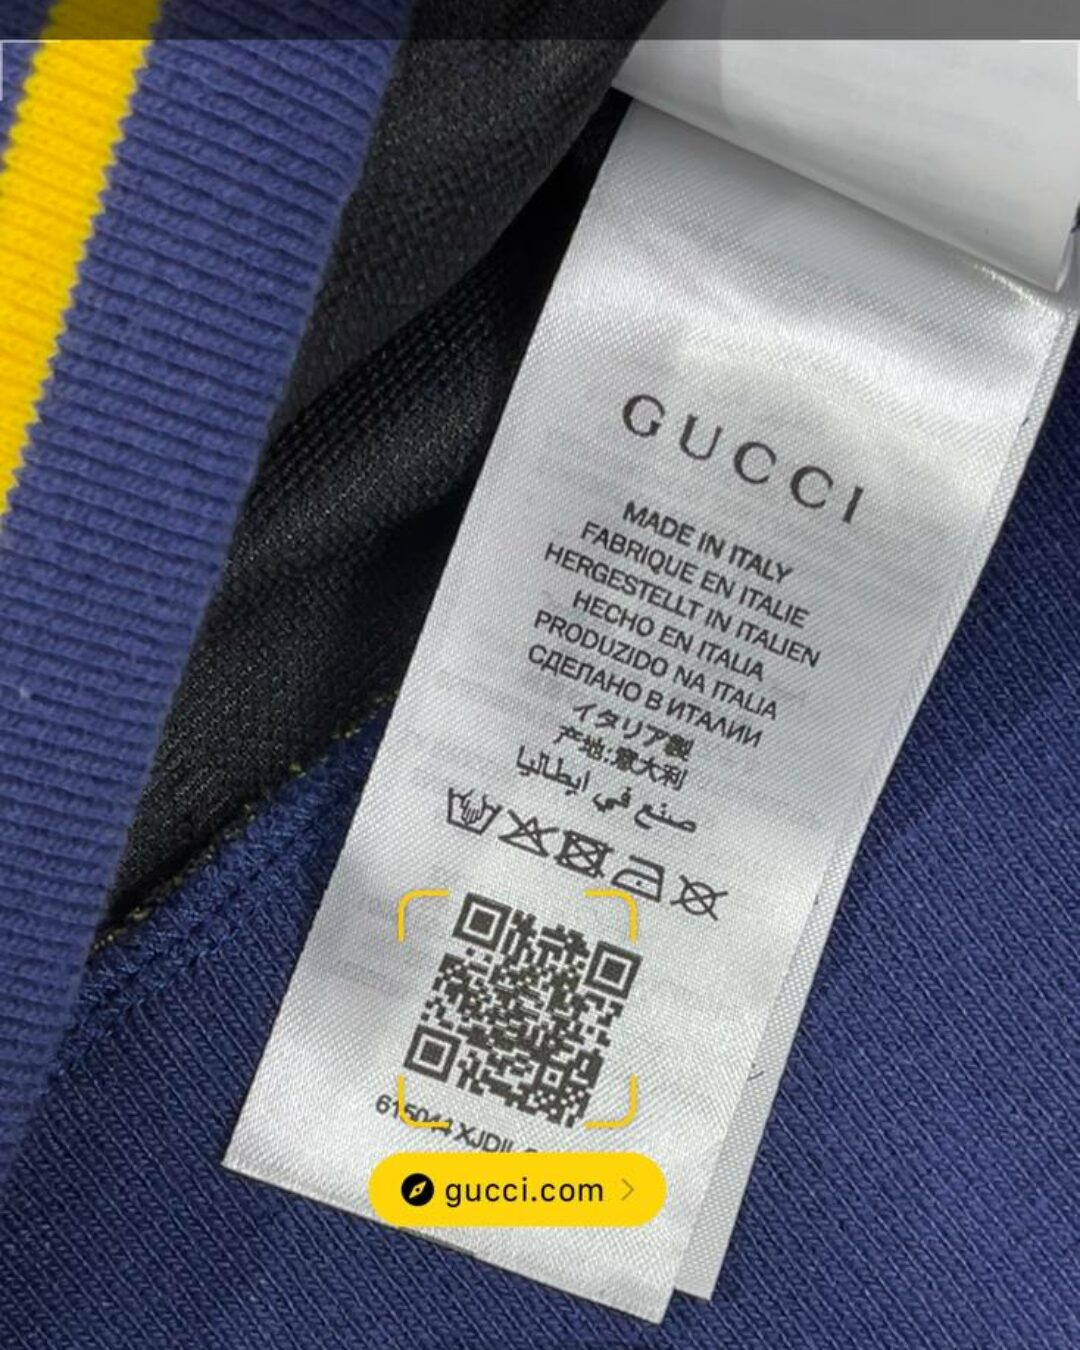 GUCCI
MADE IN ITALY
FABRIQUE EN ITALIE
HERGESTELLT IN ITALIEN
HECHO EN ITALIA
PRODUZIDO NA ITALIA
СДЕЛАНО В ИТАЛИИ
イタリア製
产地:意大利
صنع في ايطاليا
615044 XJDIL
gucci.com